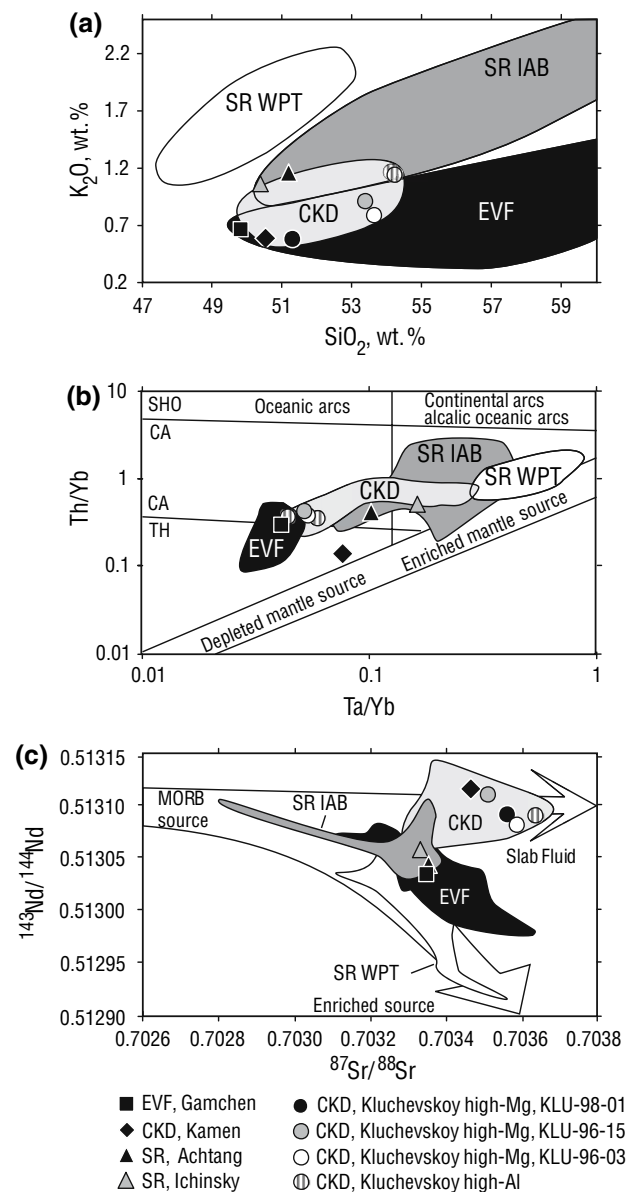 (a)
2.2
1.7
1.2
0.7
0.2
K₂O, wt.%
SR WPT
SR IAB
CKD
EVF
47 49 51 53 55 57 59
SiO₂, wt.%
(b)
10
1
0.1
0.01
Th/Yb
SHO
CA
CA
TH
Oceanic arcs
Continental arcs
alcalic oceanic arcs
SR IAB
SR WPT
CKD
EVF
Depleted mantle source
Enriched mantle source
0.01 0.1 1
Ta/Yb
(c)
0.51315
0.51310
0.51305
0.51300
0.51295
0.51290
¹⁴³Nd/¹⁴⁴Nd
MORB
source
SR IAB
CKD
Slab Fluid
EVF
SR WPT
Enriched source
0.7026 0.7028 0.7030 0.7032 0.7034 0.7036 0.7038
⁸⁷Sr/⁸⁸Sr
EVF, Gamchen
CKD, Kamen
SR, Achtang
SR, Ichinsky
CKD, Kluchevskoy high-Mg, KLU-98-01
CKD, Kluchevskoy high-Mg, KLU-96-15
CKD, Kluchevskoy high-Mg, KLU-96-03
CKD, Kluchevskoy high-Al